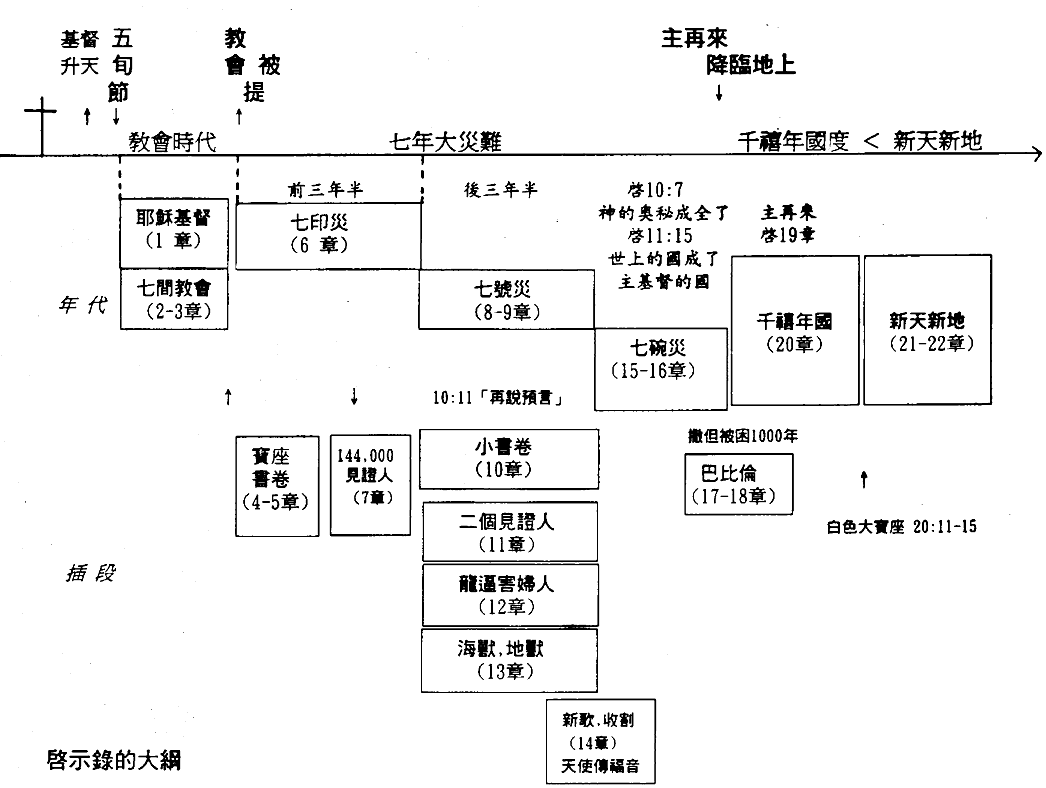 基督
升天
五旬節
教會
被提
主再來
降臨地上
教會時代
七年大災難
千禧年國度 < 新天新地
前三年半
後三年半
啓10:7
神的奧秘成全了
啓11:15
世上的國成了
主基督的國
主再來
啓19章
年代
耶穌基督
(1 章)
七間教會
(2-3章)
七印災
(6 章)
七號災
(8-9章)
七碗災
(15-16章)
千禧年國
(20章)
新天新地
(21-22章)
10:11「再說預言」
撒但被困1000年
白色大寶座 20:11-15
插段
寶座
書卷
(4-5章)
144,000
見證人
(7章)
小書卷
(10章)
二個見證人
(11章)
龍逼害婦人
(12章)
海獸,地獸
(13章)
新歌,收割
(14章)
天使傳福音
巴比倫
(17-18章)
啓示錄的大綱